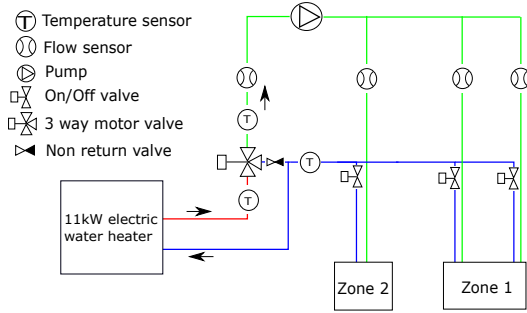 T
Temperature sensor
Flow sensor
Pump
On/Off valve
3 way motor valve
Non return valve
T
T
T
11kW electric
water heater
Zone 2
Zone 1